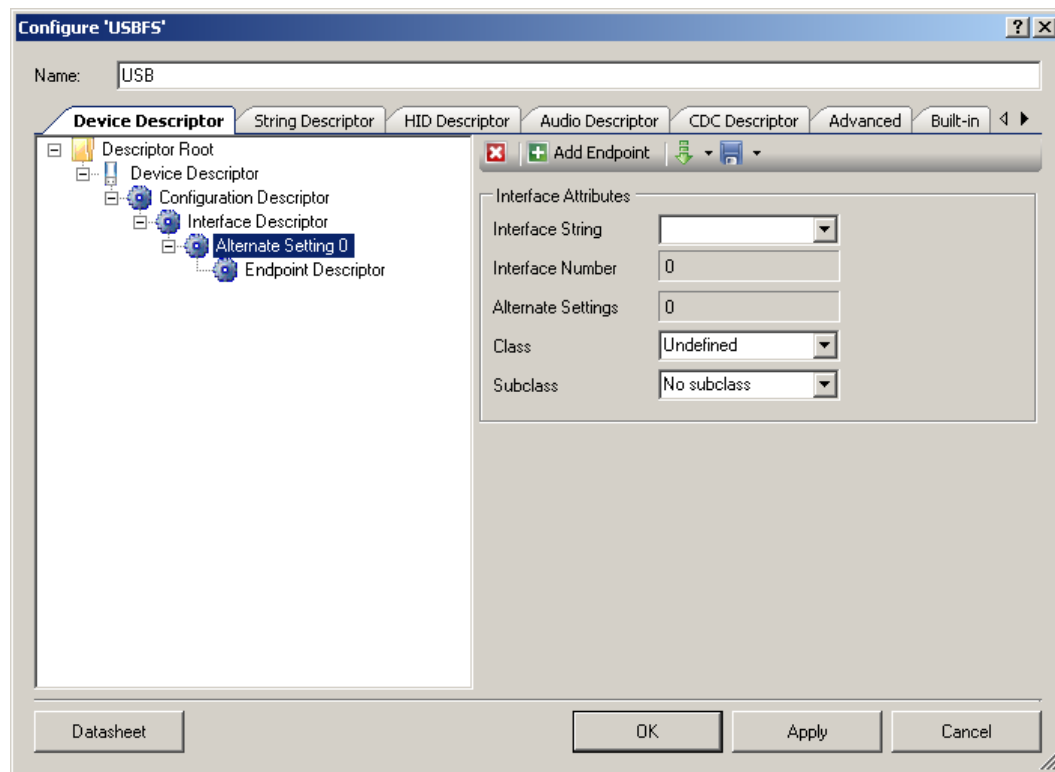 Configure 'USBFS'
Name: USB
Device Descriptor String Descriptor HID Descriptor Audio Descriptor CDC Descriptor Advanced Built-in
Descriptor Root
Device Descriptor
Configuration Descriptor
Interface Descriptor
Alternate Setting 0
Endpoint Descriptor
Add Endpoint
Interface Attributes
Interface String
Interface Number 0
Alternate Settings 0
Class Undefined
Subclass No subclass
Datasheet OK Apply Cancel